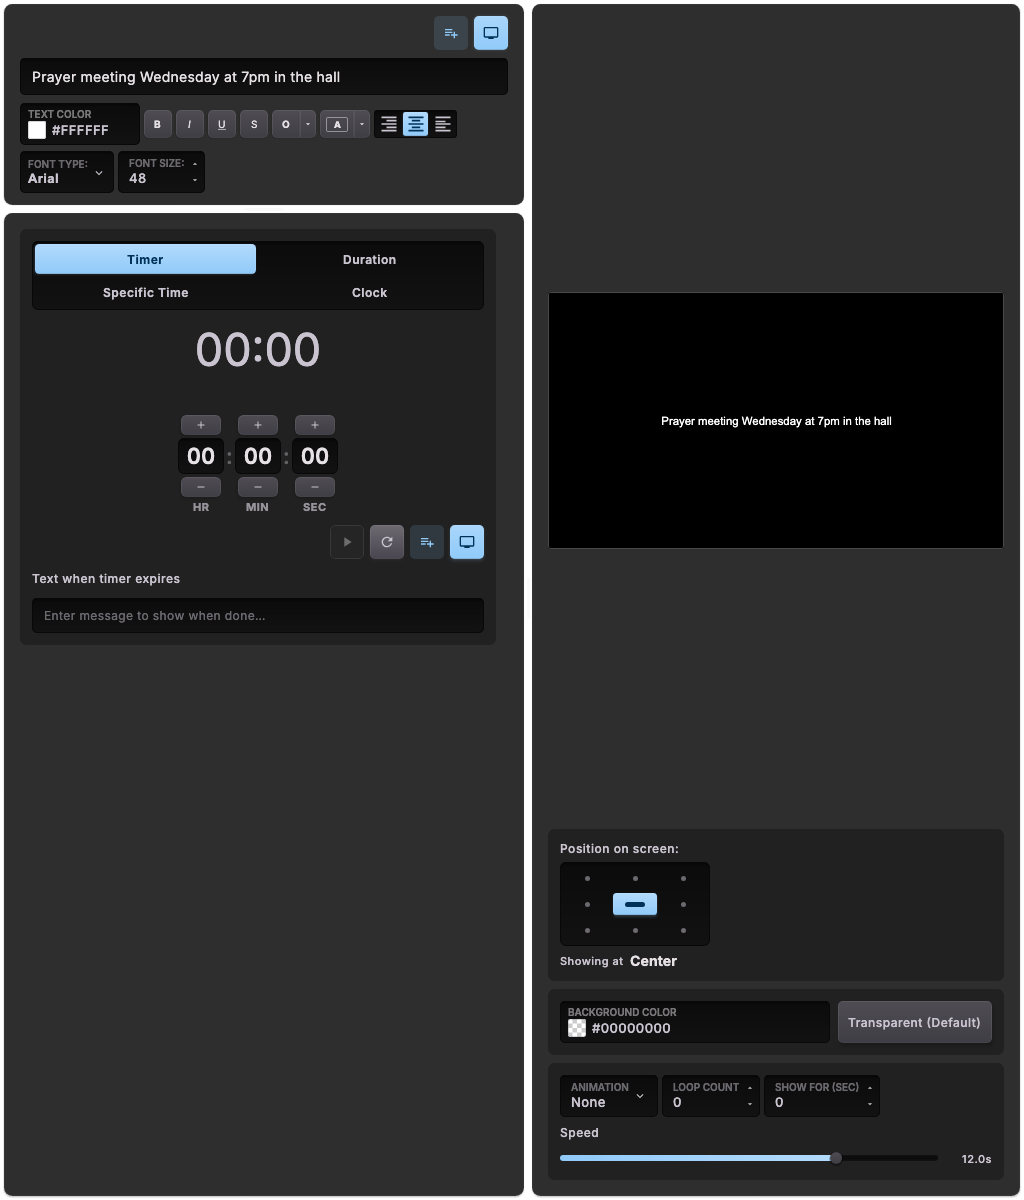 Prayer meeting Wednesday at 7pm in the hall
TEXT COLOR
#FFFFFF
B I U S O A
FONT TYPE:
Arial
FONT SIZE:
48
Timer
Duration
Specific Time
Clock
00:00
+ + +
00 : 00 : 00
− − −
HR MIN SEC
Text when timer expires
Enter message to show when done...
Prayer meeting Wednesday at 7pm in the hall
Position on screen:
Showing at Center
BACKGROUND COLOR
#00000000
Transparent (Default)
ANIMATION
None
LOOP COUNT
0
SHOW FOR (SEC)
0
Speed
12.0s